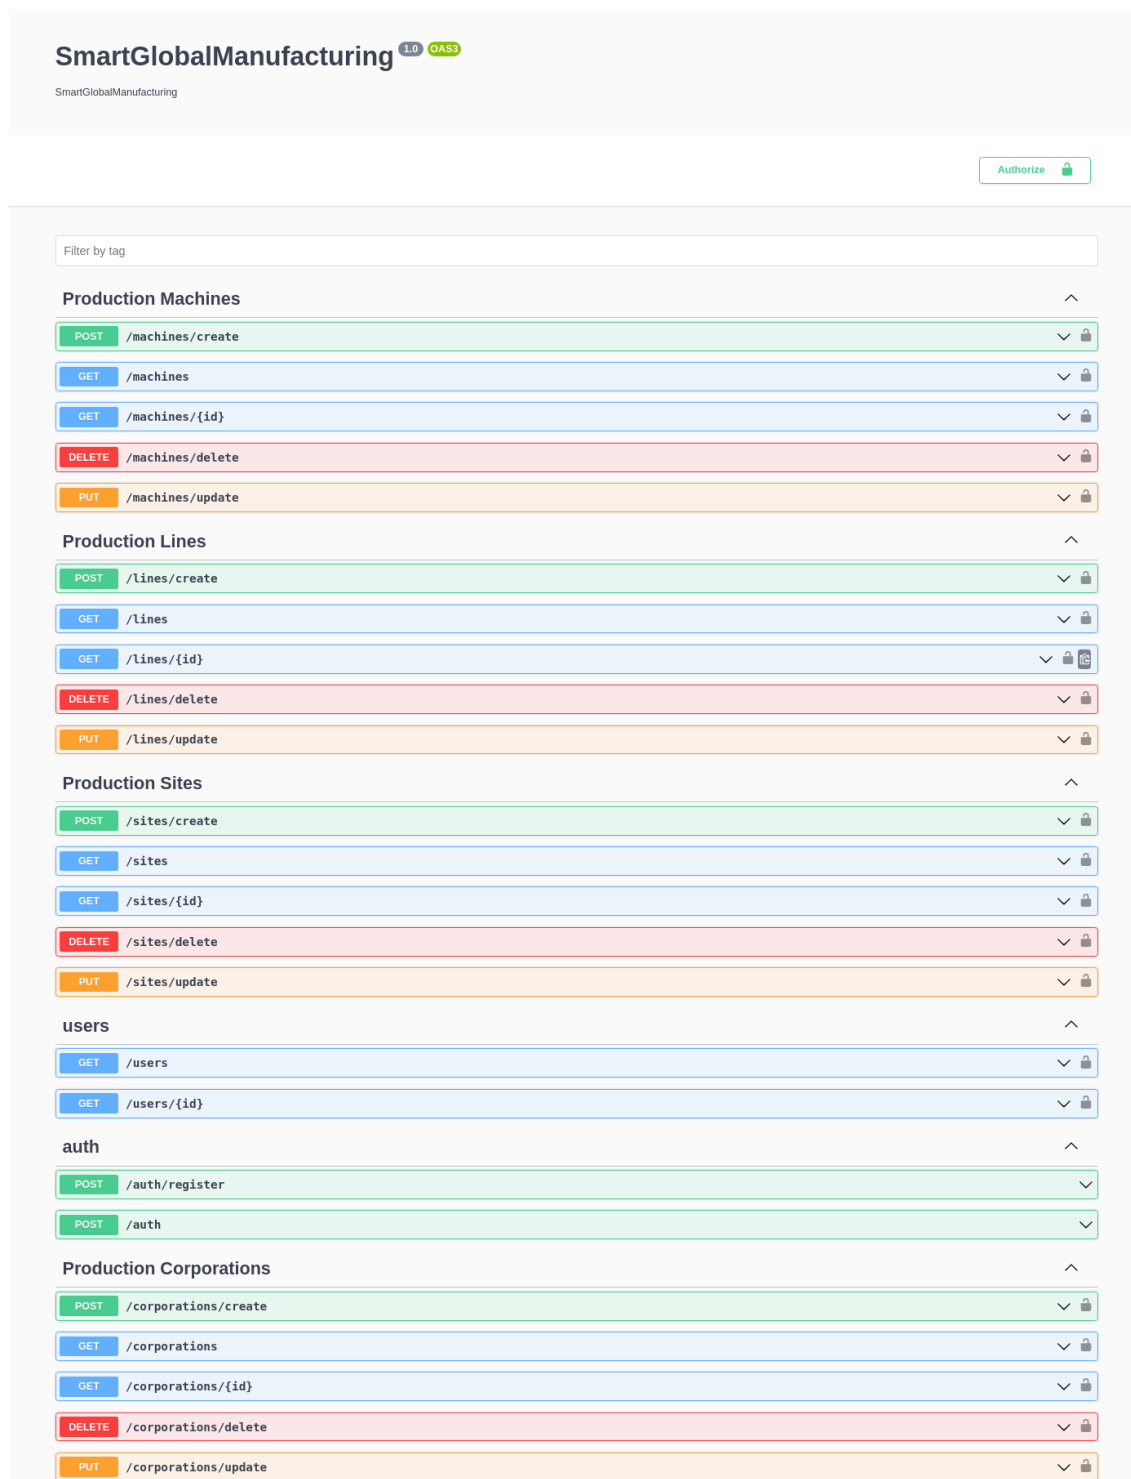 SmartGlobalManufacturing 1.0 OAS3
SmartGlobalManufacturing
Authorize
Filter by tag
Production Machines
POST /machines/create
GET /machines
GET /machines/{id}
DELETE /machines/delete
PUT /machines/update
Production Lines
POST /lines/create
GET /lines
GET /lines/{id}
DELETE /lines/delete
PUT /lines/update
Production Sites
POST /sites/create
GET /sites
GET /sites/{id}
DELETE /sites/delete
PUT /sites/update
users
GET /users
GET /users/{id}
auth
POST /auth/register
POST /auth
Production Corporations
POST /corporations/create
GET /corporations
GET /corporations/{id}
DELETE /corporations/delete
PUT /corporations/update